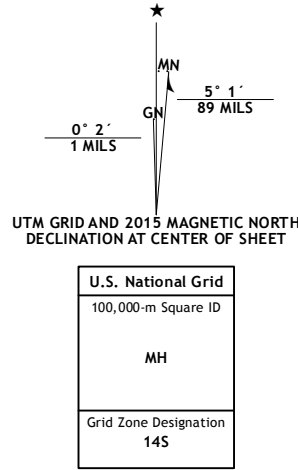 ★
MN
5° 1´
89 MILS
GN
0° 2´
1 MILS
UTM GRID AND 2015 MAGNETIC NORTH
DECLINATION AT CENTER OF SHEET
U.S. National Grid
100,000-m Square ID
MH
Grid Zone Designation
14S